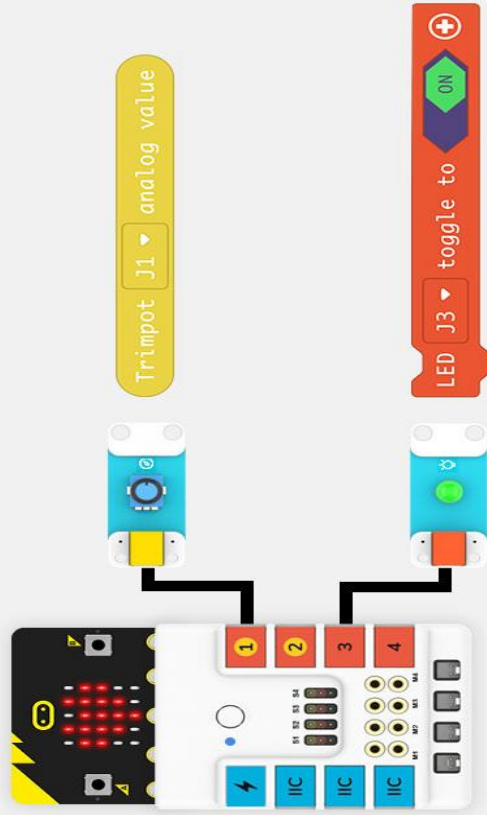 Trimpot J1 analog value
LED J3 toggle to ON
B
A
1
2
3
4
S1 S2 S3 S4
IIC
IIC
IIC
M1 M2 M3 M4